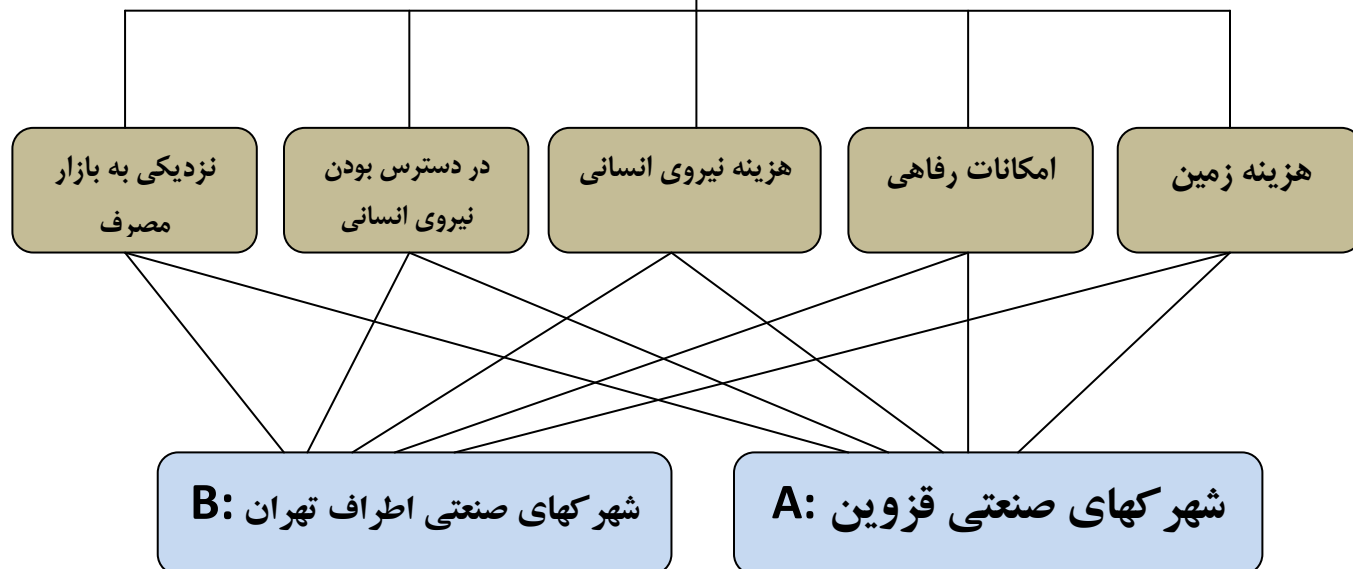 هزینه زمین
امکانات رفاهی
هزینه نیروی انسانی
در دسترس بودن
نیروی انسانی
نزدیکی به بازار
مصرف
A: شهرکهای صنعتی قزوین
B: شهرکهای صنعتی اطراف تهران